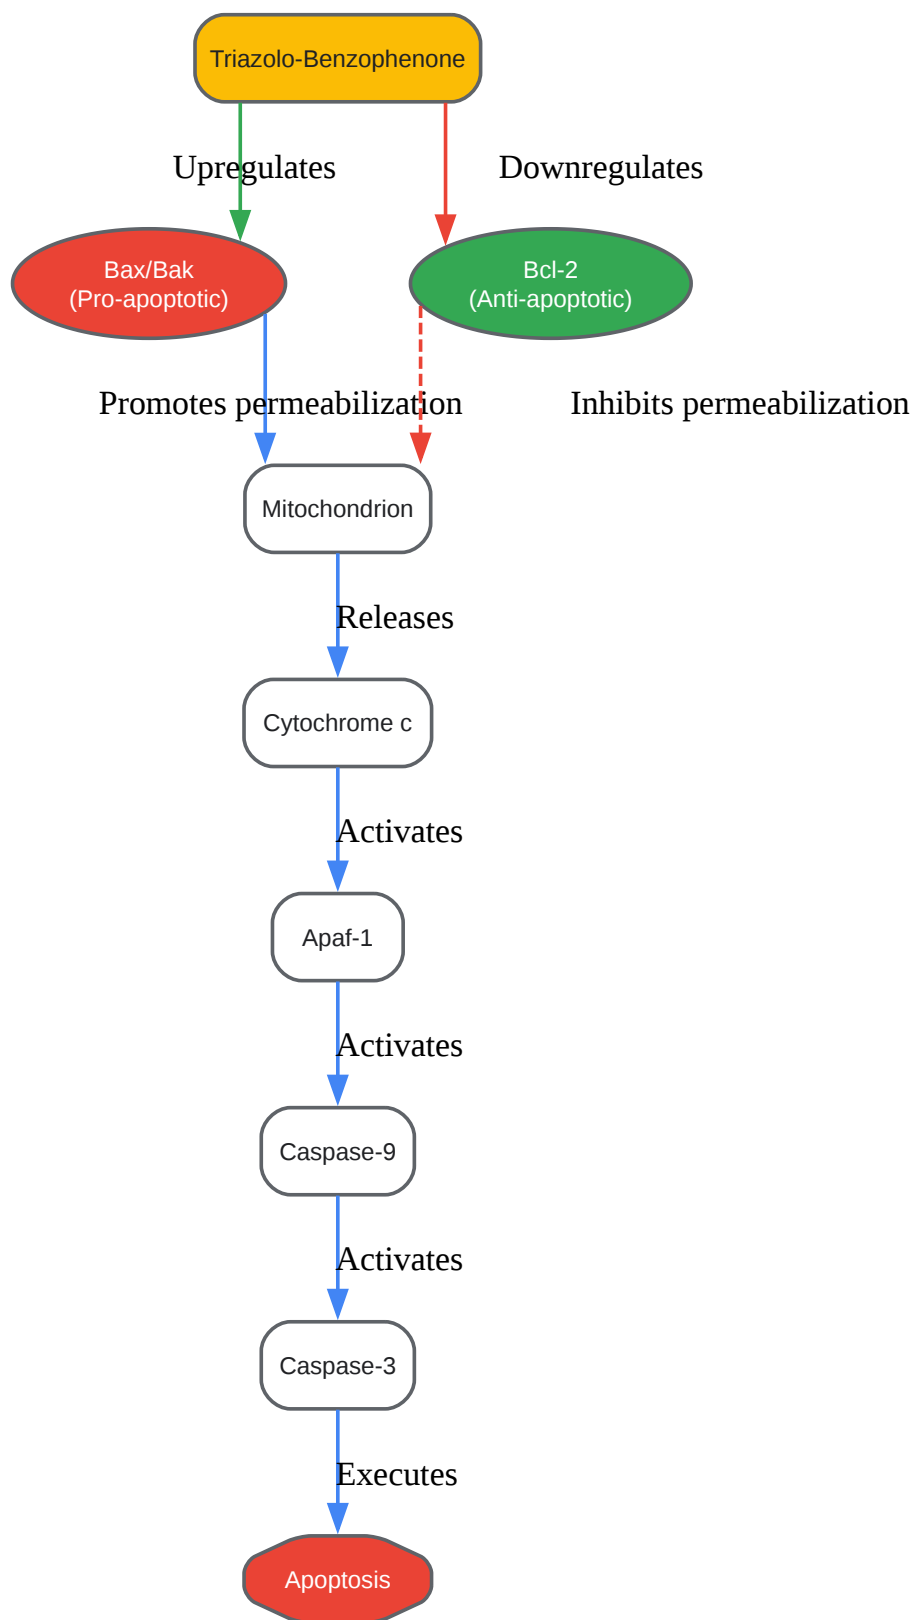 Triazolo-Benzophenone
Upregulates
Downregulates
Bax/Bak
(Pro-apoptotic)
Bcl-2
(Anti-apoptotic)
Promotes permeabilization
Inhibits permeabilization
Mitochondrion
Releases
Cytochrome c
Activates
Apaf-1
Activates
Caspase-9
Activates
Caspase-3
Executes
Apoptosis